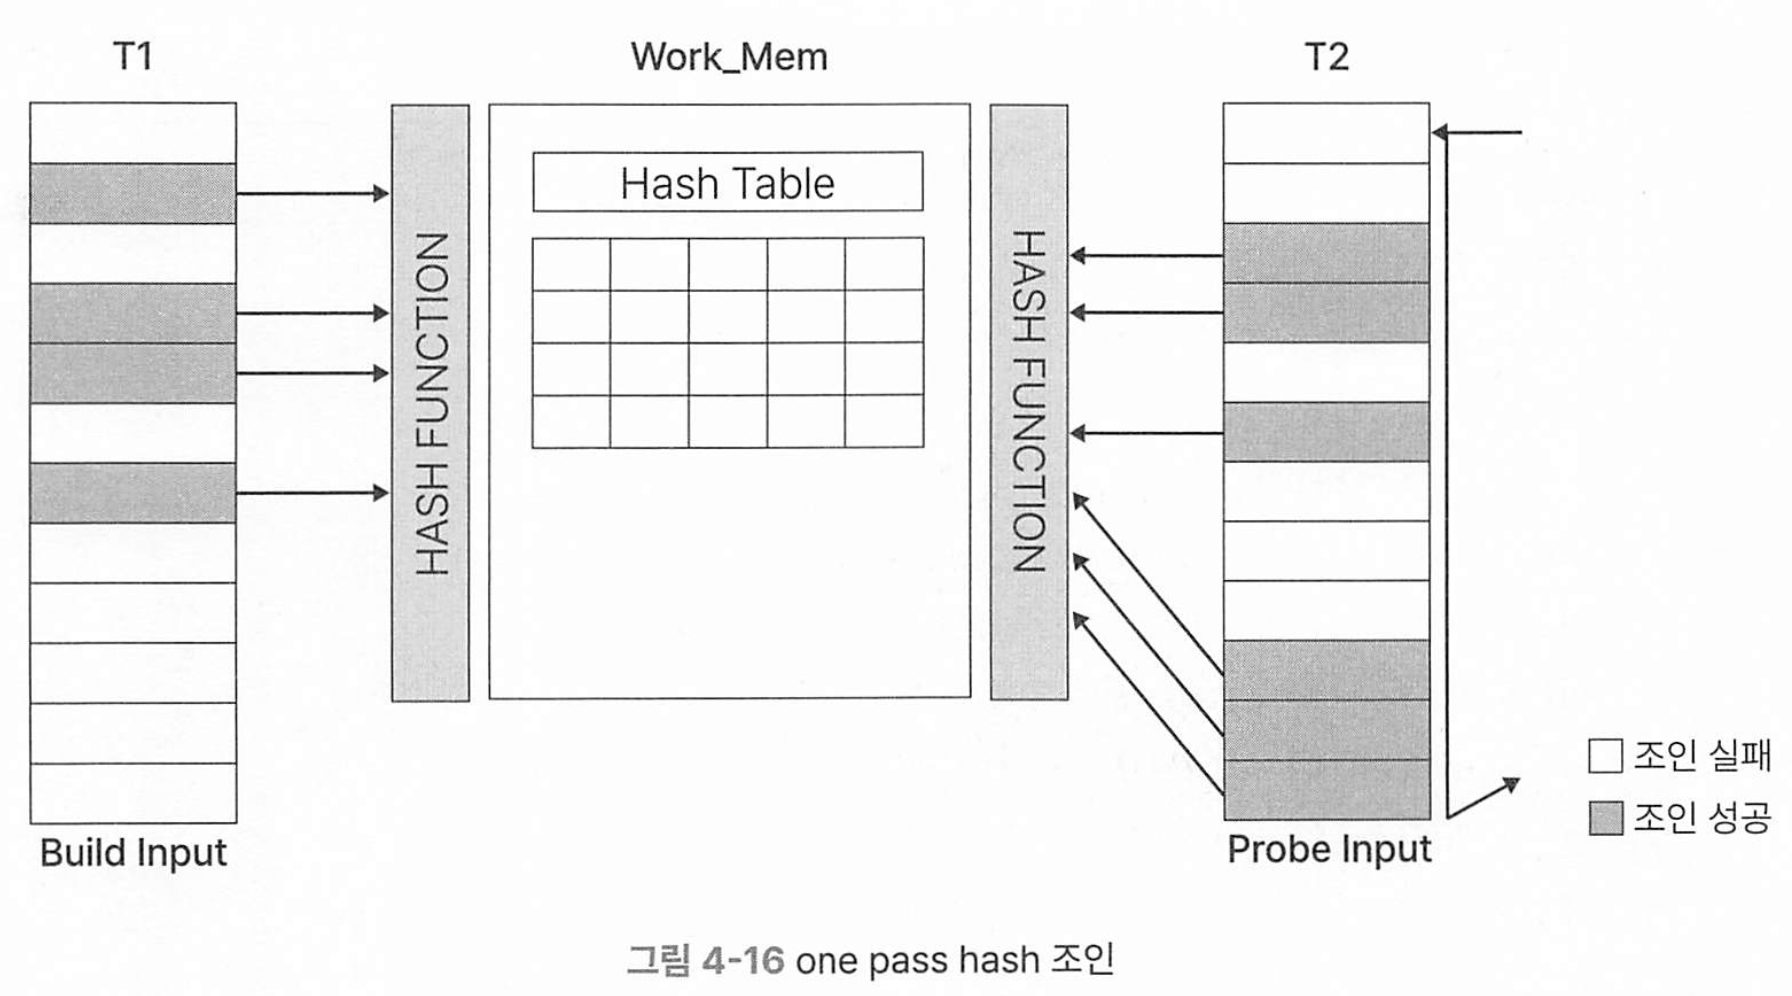 T1
Work_Mem
T2
HASH FUNCTION
Hash Table
HASH FUNCTION
조인 실패
조인 성공
Build Input
Probe Input
그림 4-16 one pass hash 조인